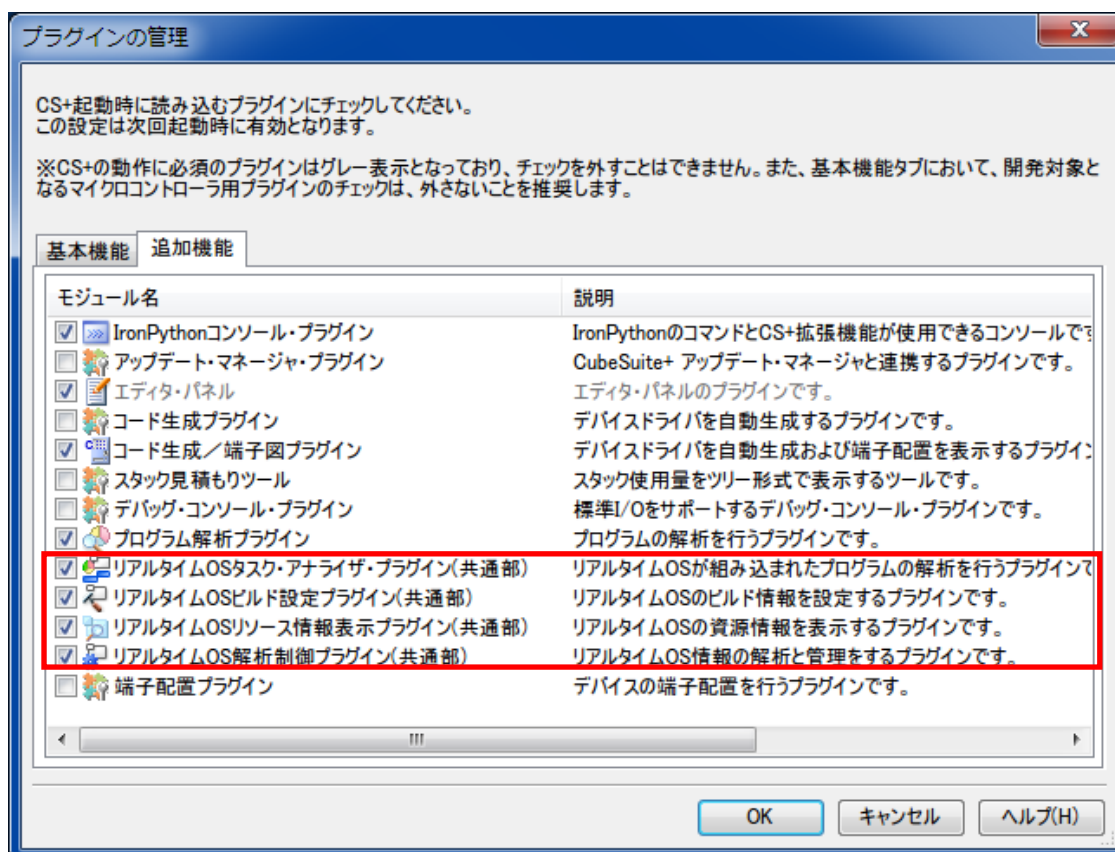 プラグインの管理
CS+起動時に読み込むプラグインにチェックしてください。
この設定は次回起動時に有効となります。
※CS+の動作に必須のプラグインはグレー表示となっており、チェックを外すことはできません。また、基本機能タブにおいて、開発対象と
なるマイクロコントローラ用プラグインのチェックは、外さないことを推奨します。
基本機能 追加機能
モジュール名 説明
IronPythonコンソール・プラグイン IronPythonのコマンドとCS+拡張機能が使用できるコンソールです
アップデート・マネージャ・プラグイン CubeSuite+ アップデート・マネージャと連携するプラグインです。
エディタ・パネル エディタ・パネルのプラグインです。
コード生成プラグイン デバイスドライバを自動生成するプラグインです。
コード生成／端子図プラグイン デバイスドライバを自動生成および端子配置を表示するプラグイン
スタック見積もりツール スタック使用量をツリー形式で表示するツールです。
デバッグ・コンソール・プラグイン 標準I/Oをサポートするデバッグ・コンソール・プラグインです。
プログラム解析プラグイン プログラムの解析を行うプラグインです。
リアルタイムOSタスク・アナライザ・プラグイン(共通部) リアルタイムOSが組み込まれたプログラムの解析を行うプラグインで
リアルタイムOSビルド設定プラグイン(共通部) リアルタイムOSのビルド情報を設定するプラグインです。
リアルタイムOSリソース情報表示プラグイン(共通部) リアルタイムOSの資源情報を表示するプラグインです。
リアルタイムOS解析制御プラグイン(共通部) リアルタイムOS情報の解析と管理をするプラグインです。
端子配置プラグイン デバイスの端子配置を行うプラグインです。
OK キャンセル ヘルプ(H)